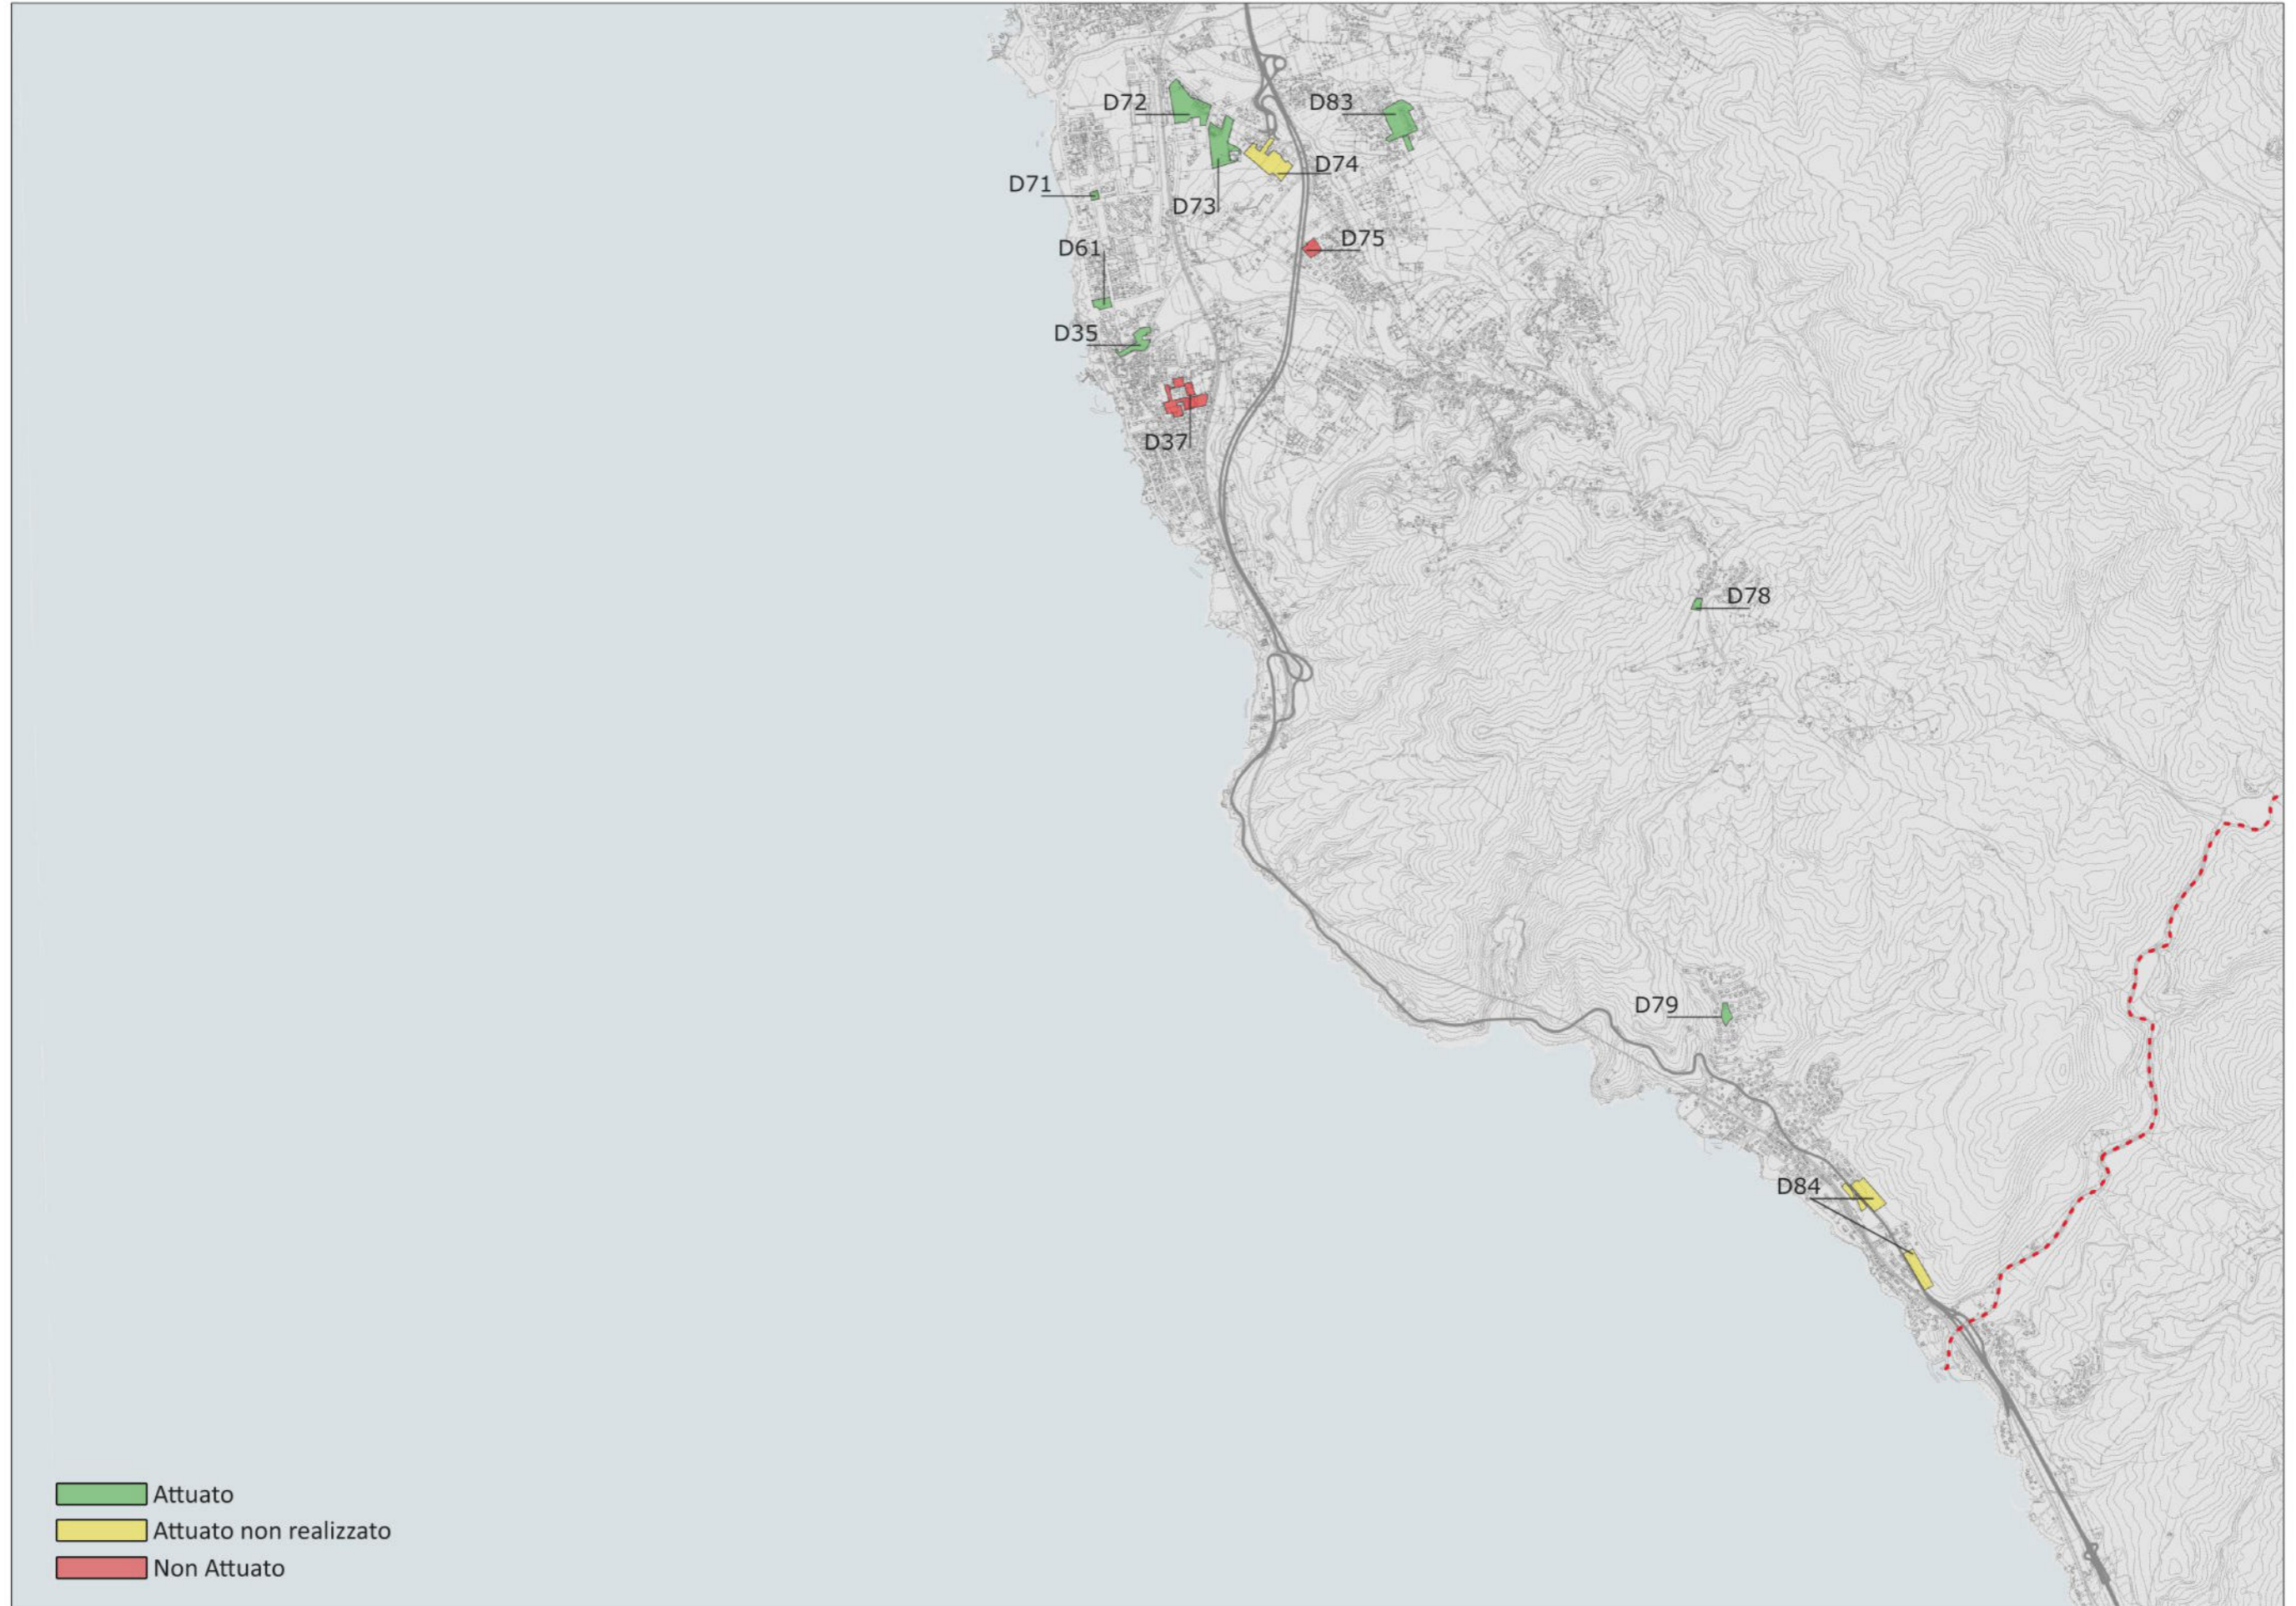 D72
D83
D74
D71
D73
D75
D61
D35
D37
D78
D79
D84
Attuato
Attuato non realizzato
Non Attuato